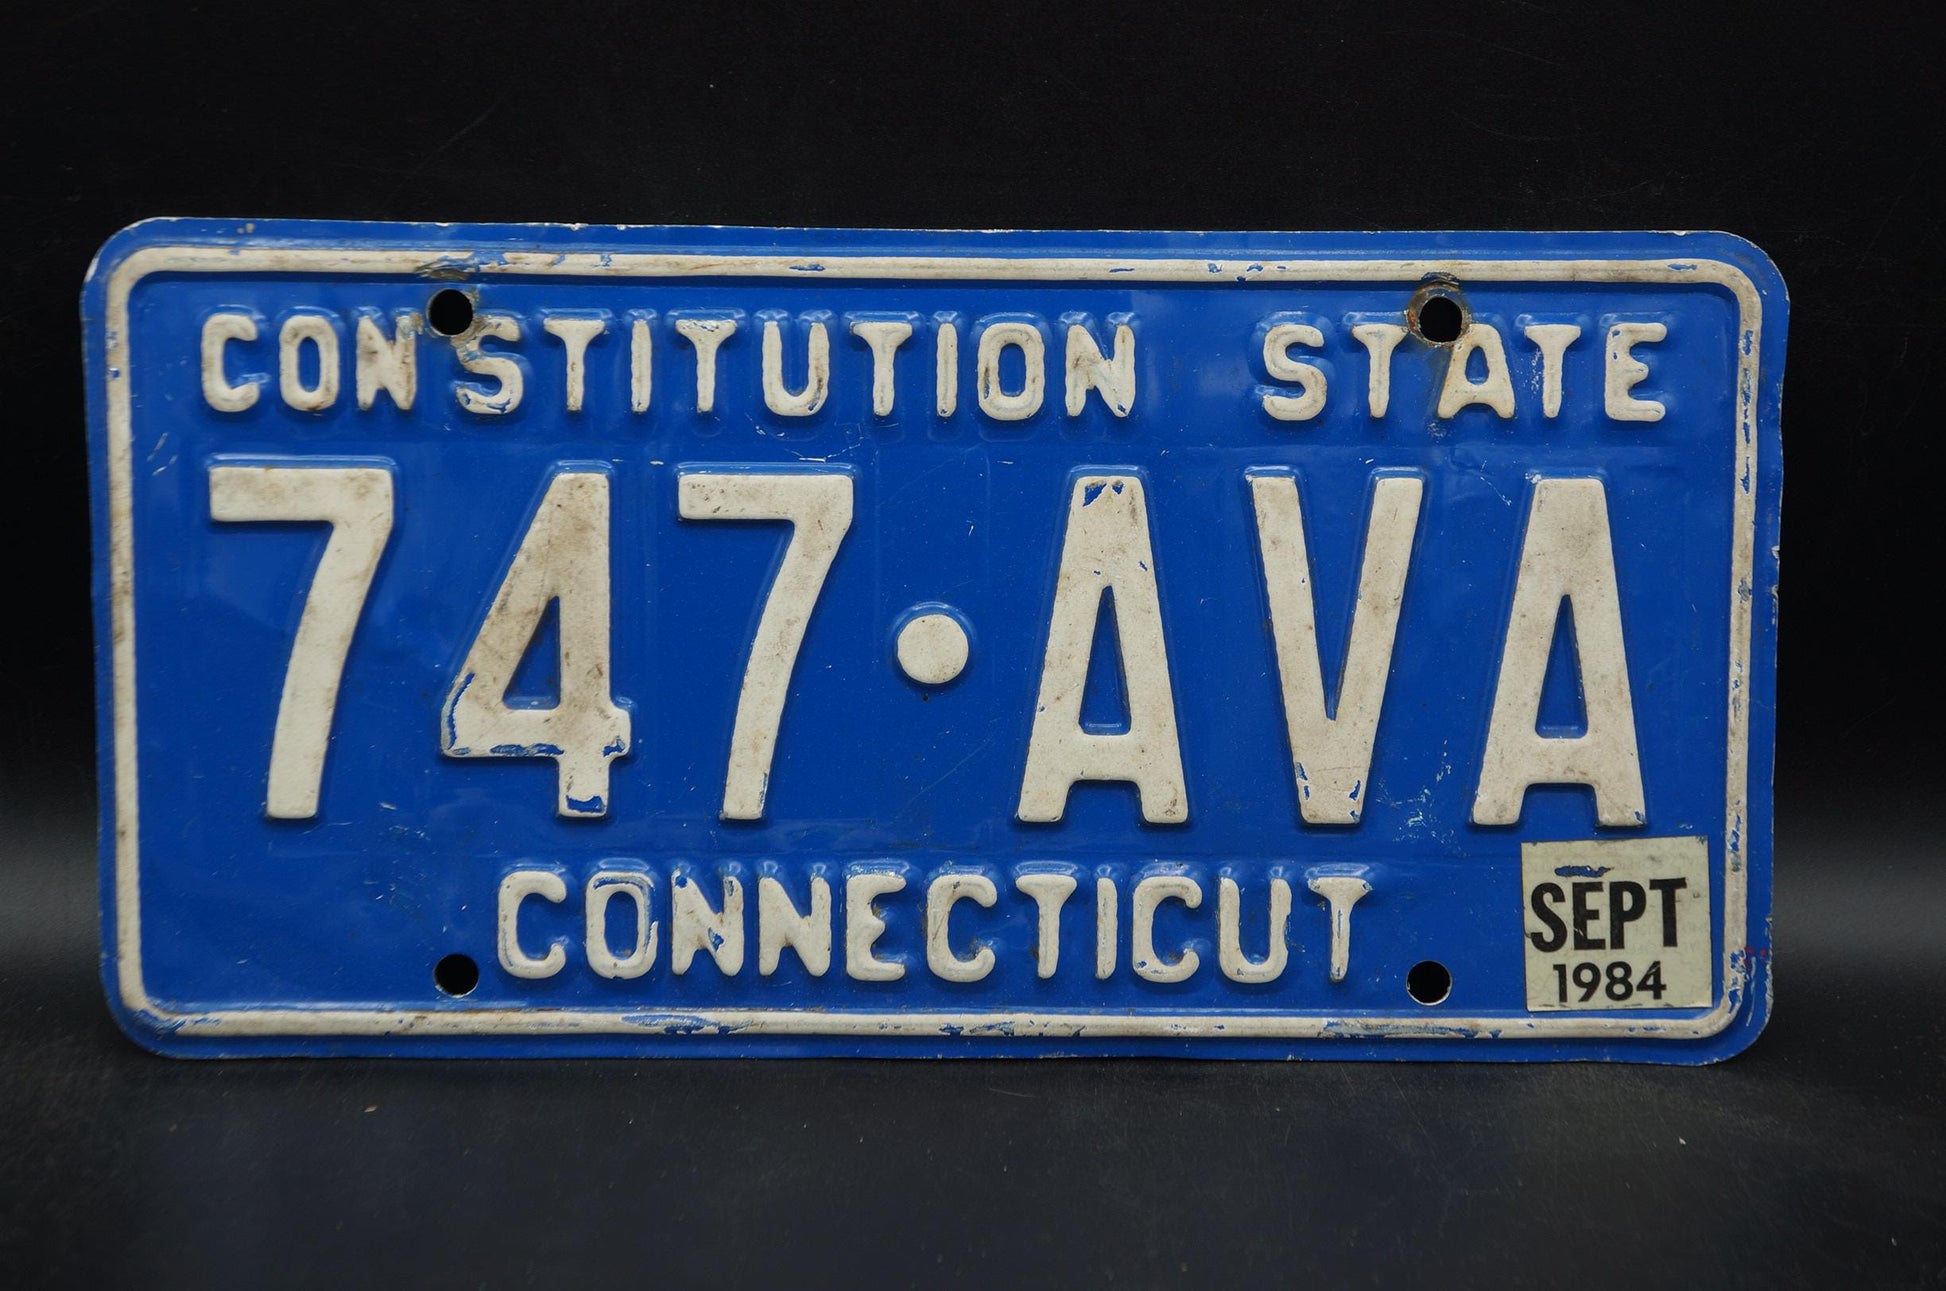 CONSTITUTION STATE
747•AVA
CONNECTICUT
SEPT
1984